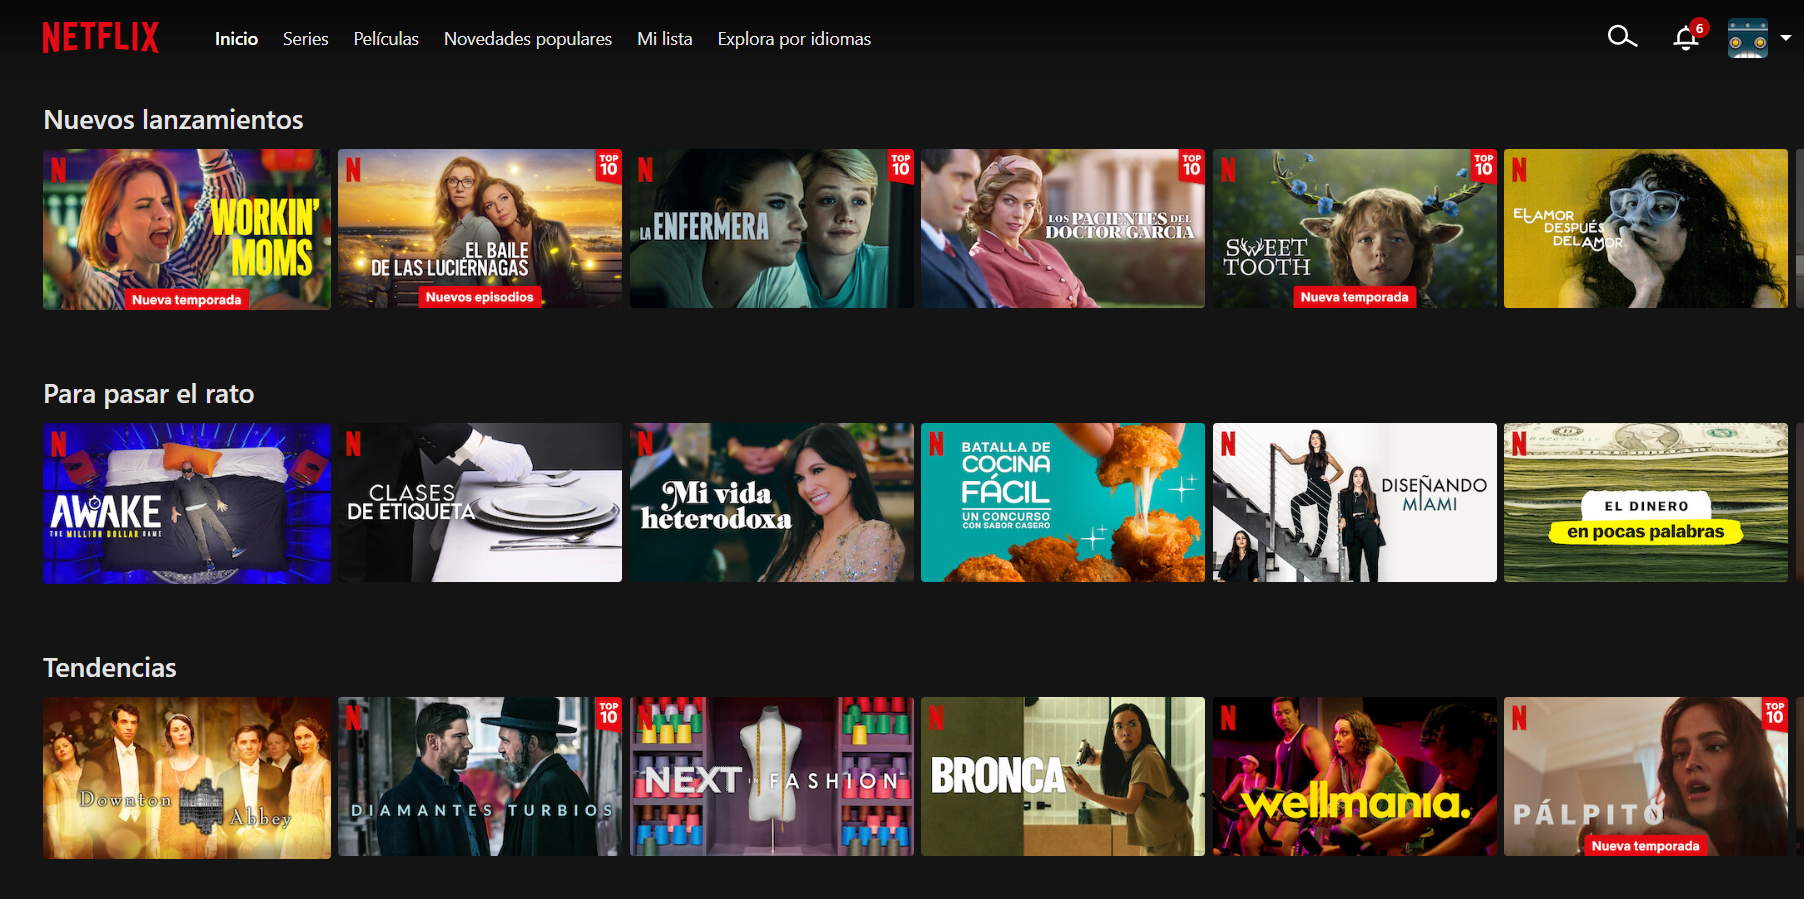 NETFLIX
Inicio Series Películas Novedades populares Mi lista Explora por idiomas
6
Nuevos lanzamientos
N
WORKIN'
MOMS
Nueva temporada
N
TOP
10
EL BAILE
DE LAS LUCIÉRNAGAS
Nuevos episodios
N
TOP
10
LA ENFERMERA
TOP
10
LOS PACIENTES DEL
DOCTOR GARCÍA
N
TOP
10
SWEET
TOOTH
Nueva temporada
N
EL AMOR
DESPUÉS
DEL AMOR
Para pasar el rato
N
AWAKE
THE MILLION DOLLAR GAME
N
CLASES
DE ETIQUETA
N
Mi vida
heterodoxa
N
BATALLA DE
COCINA
FÁCIL
UN CONCURSO
CON SABOR CASERO
N
DISEÑANDO
MIAMI
N
EL DINERO
en pocas palabras
Tendencias
Downton
Abbey
N
TOP
10
DIAMANTES TURBIOS
N
NEXT IN FASHION
N
BRONCA
N
wellmania.
N
TOP
10
PÁLPITO
Nueva temporada